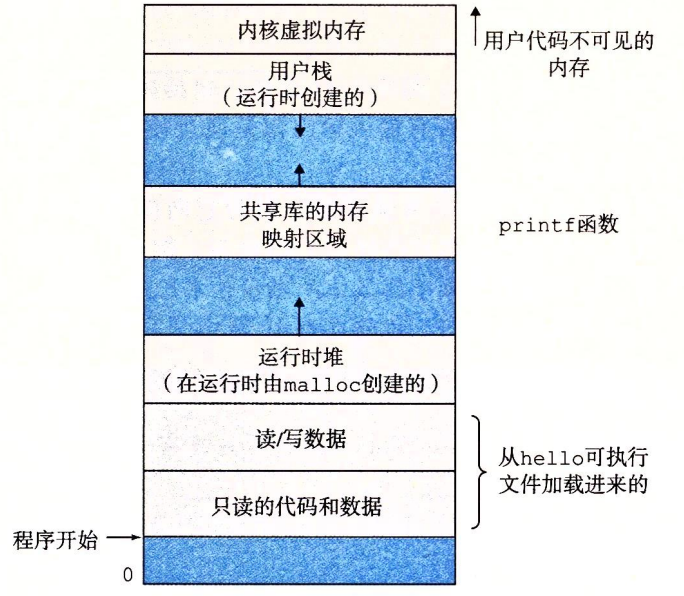 内核虚拟内存
用户代码不可见的
内存
用户栈
（运行时创建的）
共享库的内存
映射区域
printf函数
运行时堆
（在运行时由malloc创建的）
读/写数据
只读的代码和数据
从hello可执行
文件加载进来的
程序开始
0